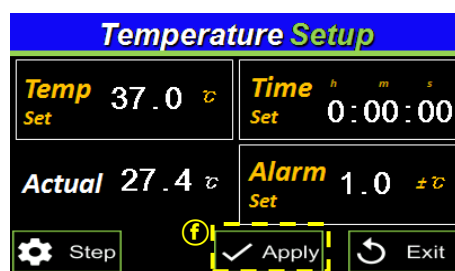 Temperature Setup
Temp Set 37.0 ℃
Time Set h m s 0:00:00
Actual 27.4 ℃
Alarm Set 1.0 ±℃
ⓕ
Step
Apply
Exit